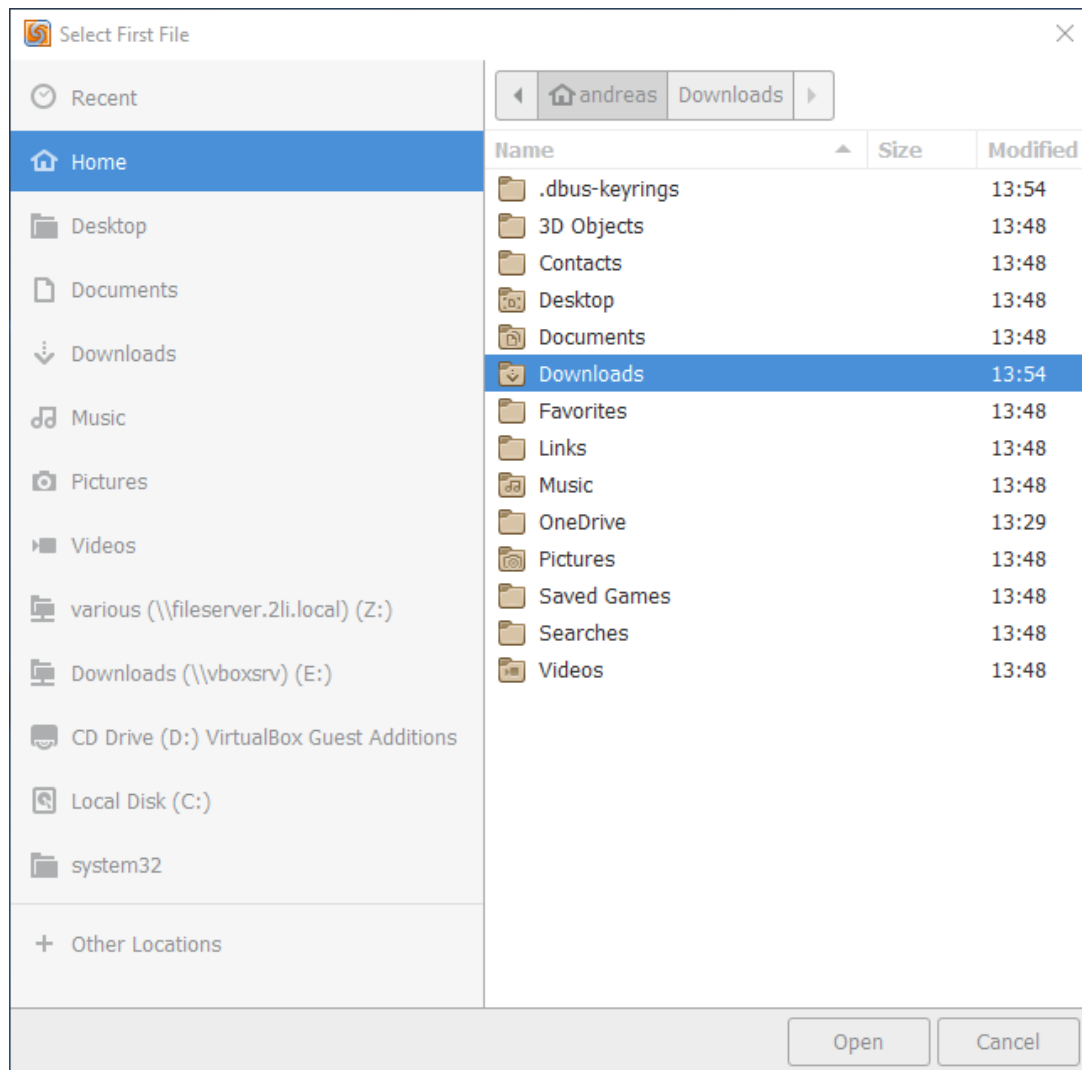 Select First File
Recent
Home
Desktop
Documents
Downloads
Music
Pictures
Videos
various (\\fileserver.2li.local) (Z:)
Downloads (\\vboxsrv) (E:)
CD Drive (D:) VirtualBox Guest Additions
Local Disk (C:)
system32
Other Locations
andreas Downloads
Name Size Modified
.dbus-keyrings 13:54
3D Objects 13:48
Contacts 13:48
Desktop 13:48
Documents 13:48
Downloads 13:54
Favorites 13:48
Links 13:48
Music 13:48
OneDrive 13:29
Pictures 13:48
Saved Games 13:48
Searches 13:48
Videos 13:48
Open Cancel